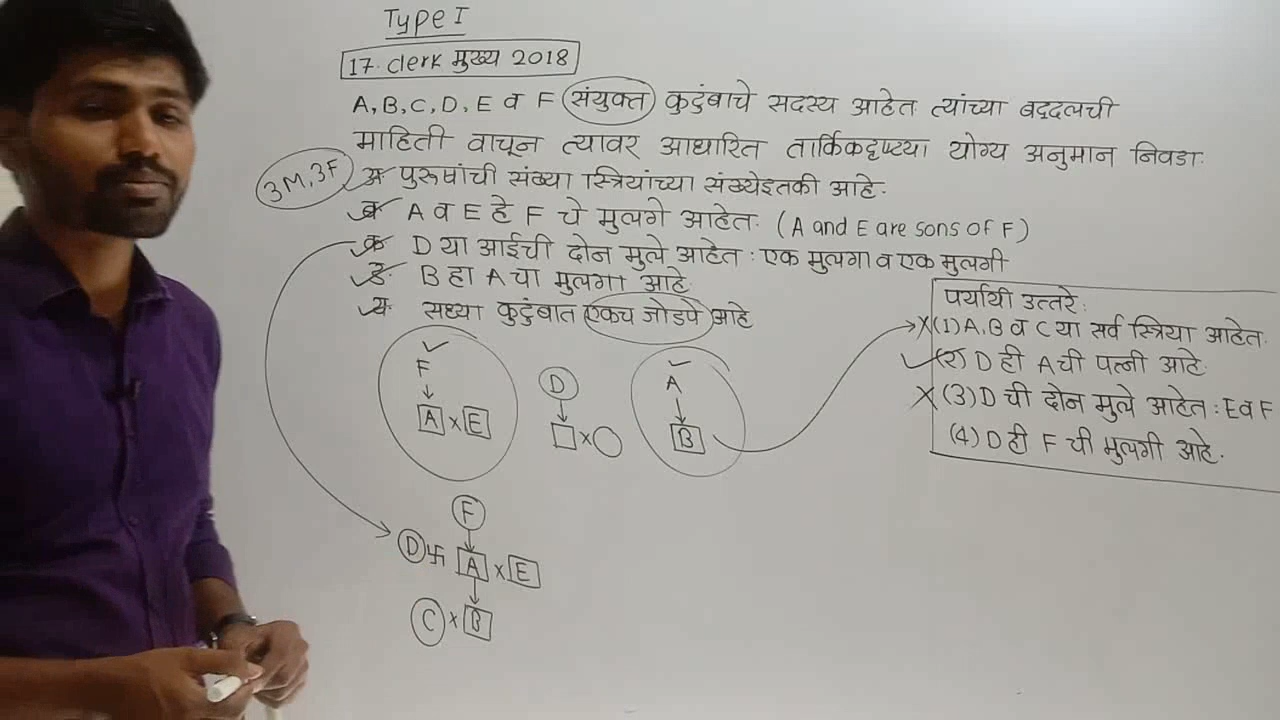 Type I
17. Clerk मुख्य 2018
A, B, C, D, E व F संयुक्त कुटुंबाचे सदस्य आहेत त्यांच्या बद्दलची
माहिती वाचून त्यावर आधारित तार्किकदृष्ट्या योग्य अनुमान निवडा.
3M, 3F
अ. पुरूषांची संख्या स्त्रियांच्या संख्येइतकी आहे.
ब. A व E हे F चे मुलगे आहेत. (A and E are sons of F)
क. D या आईची दोन मुले आहेत : एक मुलगा व एक मुलगी
ड. B हा A चा मुलगा आहे.
य. सध्या कुटुंबात एकच जोडपे आहे
पर्यायी उत्तरे:
(1) A, B व C या सर्व स्त्रिया आहेत.
(2) D ही A ची पत्नी आहे.
(3) D ची दोन मुले आहेत : E व F
(4) D ही F ची मुलगी आहे.
F
A × E
D
×
A
B
F
D 卐 A × E
C × B